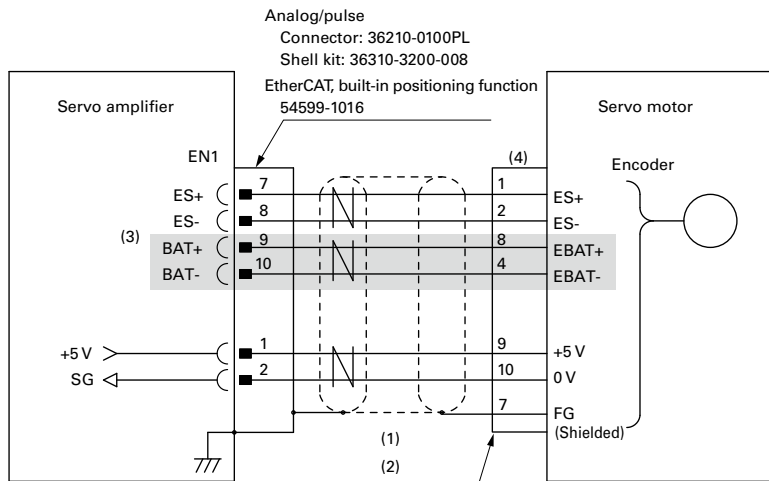 Analog/pulse
Connector: 36210-0100PL
Shell kit: 36310-3200-008
EtherCAT, built-in positioning function
54599-1016
Servo amplifier
Servo motor
EN1
(4)
Encoder
ES+ 7 1 ES+
ES- 8 2 ES-
(3)
BAT+ 9 8 EBAT+
BAT- 10 4 EBAT-
+5 V 1 9 +5 V
SG 2 10 0 V
7 FG
(Shielded)
(1)
(2)